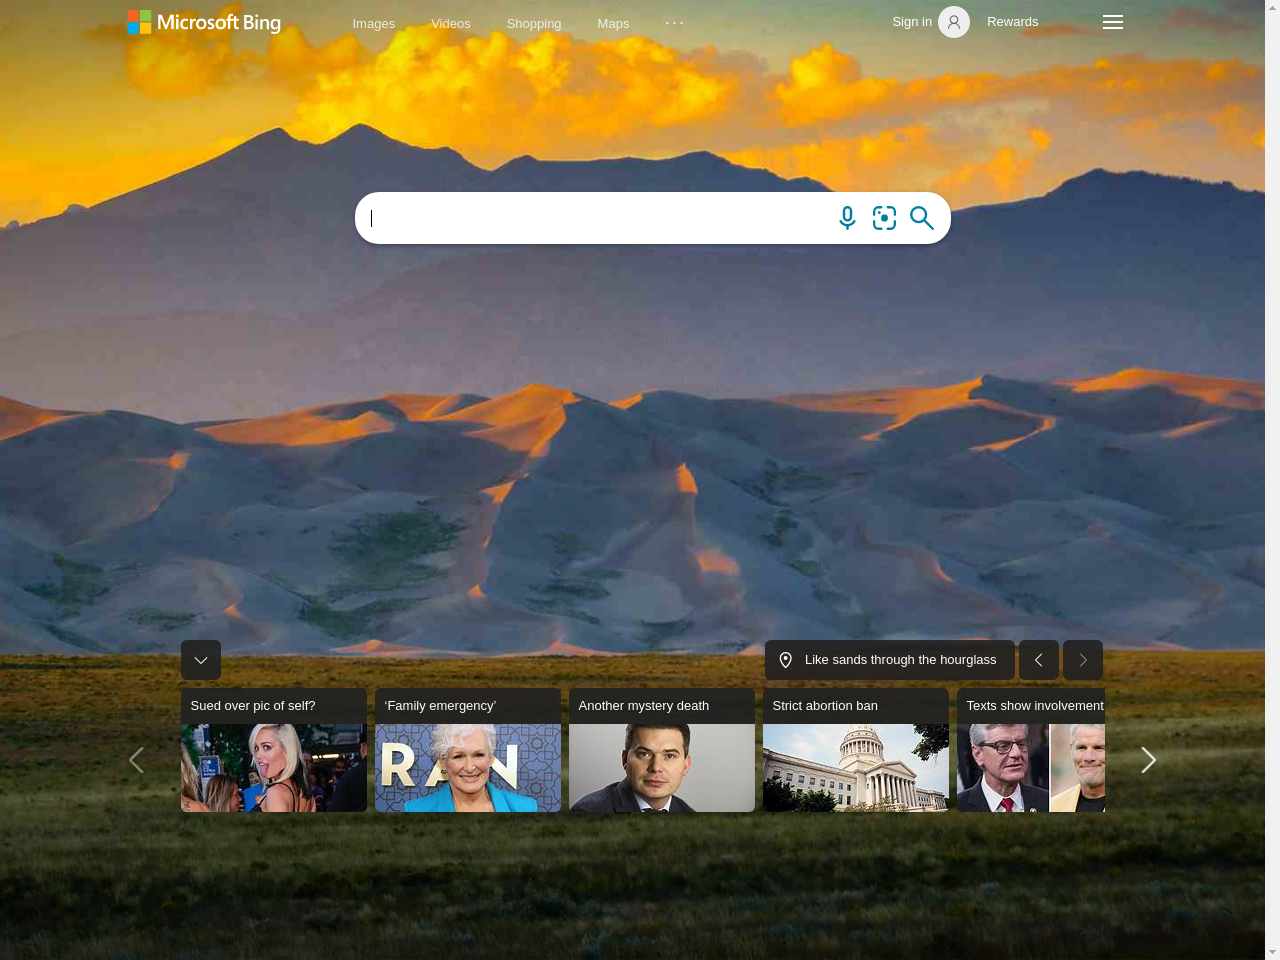 Microsoft Bing
Images
Videos
Shopping
Maps
Sign in
Rewards
Like sands through the hourglass
Sued over pic of self?
‘Family emergency’
Another mystery death
Strict abortion ban
Texts show involvement
RAN